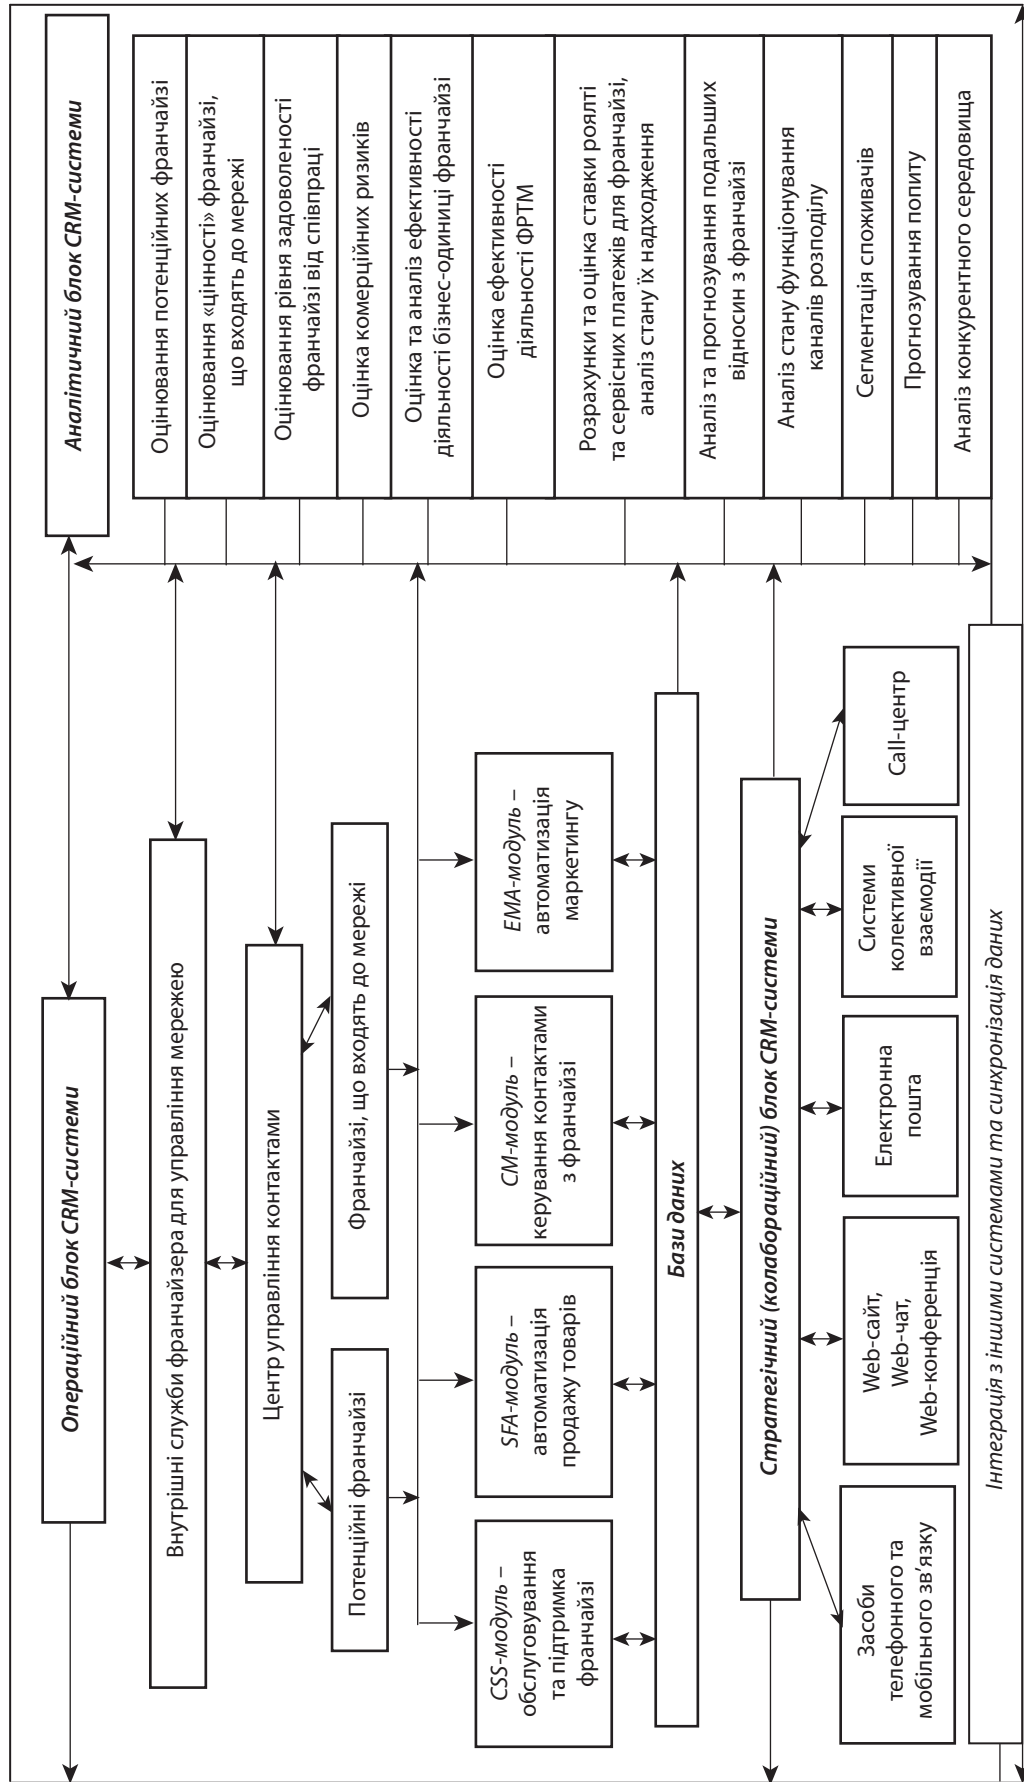 Операційний блок CRM-системи
Аналітичний блок CRM-системи
Внутрішні служби франчайзера для управління мережею
Центр управління контактами
Потенційні франчайзі
Франчайзі, що входять до мережі
CSS-модуль –
обслуговування
та підтримка
франчайзі
SFA-модуль –
автоматизація
продажу товарів
CM-модуль –
керування контактами
з франчайзі
EMA-модуль –
автоматизація
маркетингу
Бази даних
Стратегічний (колабораційний) блок CRM-системи
Засоби
телефонного та
мобільного зв’язку
Web-сайт,
Web-чат,
Web-конференція
Електронна
пошта
Системи
колективної
взаємодії
Call-центр
Оцінювання потенційних франчайзі
Оцінювання «цінності» франчайзі,
що входять до мережі
Оцінювання рівня задоволеності
франчайзі від співпраці
Оцінка комерційних ризиків
Оцінка та аналіз ефективності
діяльності бізнес-одиниці франчайзі
Оцінка ефективності
діяльності ФРТМ
Розрахунки та оцінка ставки роялті
та сервісних платежів для франчайзі,
аналіз стану їх надходження
Аналіз та прогнозування подальших
відносин з франчайзі
Аналіз стану функціонування
каналів розподілу
Сегментація споживачів
Прогнозування попиту
Аналіз конкурентного середовища
Інтеграція з іншими системами та синхронізація даних